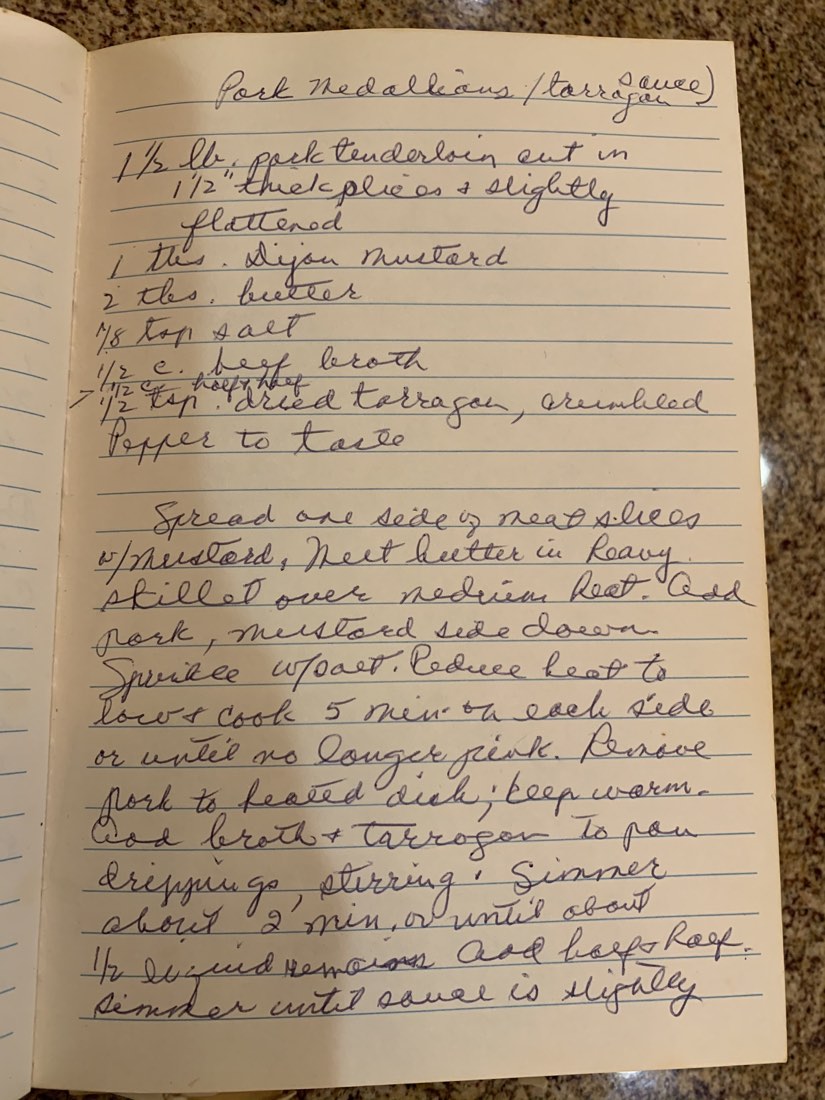 Pork Medallions / tarragon sauce)
1 1/2 lb. pork tenderloin cut in
1 1/2" thick slices + slightly
flattened
1 tbs. Dijon Mustard
2 tbs. butter
1/8 tsp salt
1/2 c. beef broth
1/2 c. half + half
1/2 tsp. dried tarragon, crumbled
Pepper to taste
Spread one side of meat slices
w/mustard, Melt butter in heavy
skillet over medium heat. Add
pork, mustard side down.
Sprinkle w/salt. Reduce heat to
low + cook 5 min. on each side
or until no longer pink. Remove
pork to heated dish; keep warm.
Add broth + tarragon to pan
drippings, stirring. Simmer
about 2 min. or until about
1/2 liquid remains Add half + half.
Simmer until sauce is slightly